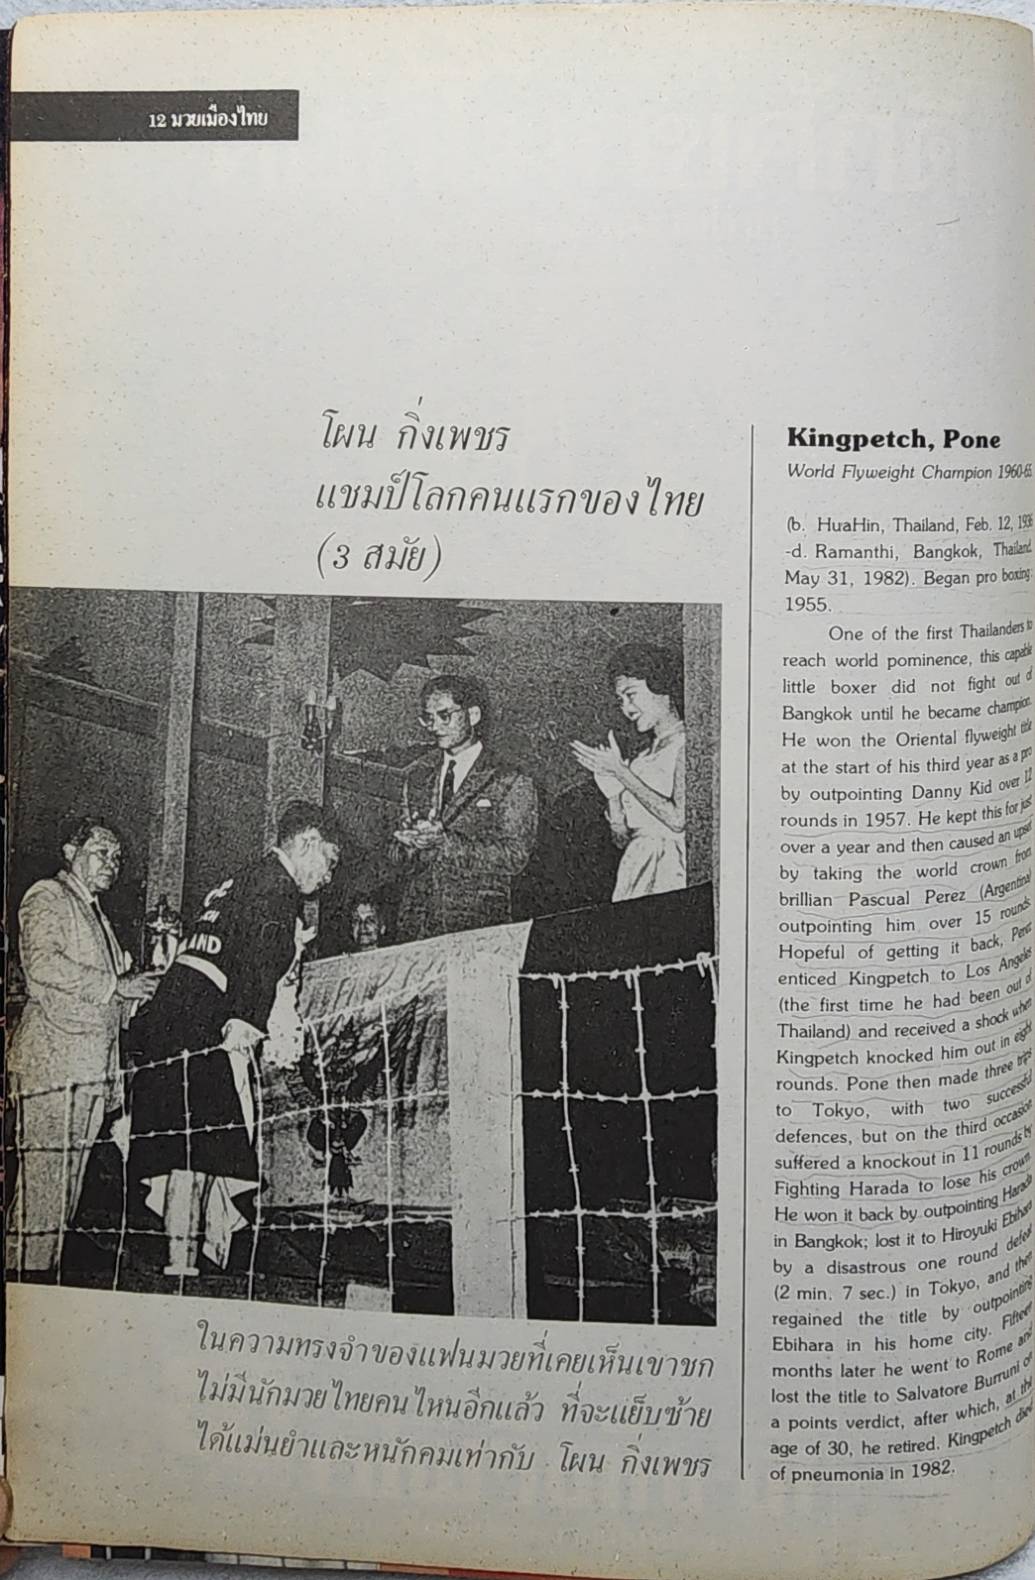 12 มวยเมืองไทย
โผน กิ่งเพชร
แชมป์โลกคนแรกของไทย
(3 สมัย)
AND
ในความทรงจำของแฟนมวยที่เคยเห็นเขาชก
ไม่มีนักมวยไทยคนไหนอีกแล้ว ที่จะแย็บซ้าย
ได้แม่นยำและหนักคมเท่ากับ โผน กิ่งเพชร
Kingpetch, Pone
World Flyweight Champion 1960-65
(b. HuaHin, Thailand, Feb. 12, 1936
-d. Ramanthi, Bangkok, Thailand
May 31, 1982). Began pro boxing:
1955.
One of the first Thailanders to
reach world pominence, this capable
little boxer did not fight out of
Bangkok until he became champion.
He won the Oriental flyweight title
at the start of his third year as a pro
by outpointing Danny Kid over 12
rounds in 1957. He kept this for just
over a year and then caused an upset
by taking the world crown from
brillian Pascual Perez (Argentina)
outpointing him over 15 rounds.
Hopeful of getting it back, Perez
enticed Kingpetch to Los Angeles
(the first time he had been out of
Thailand) and received a shock when
Kingpetch knocked him out in eight
rounds. Pone then made three trips
to Tokyo, with two successful
defences, but on the third occasion
suffered a knockout in 11 rounds by
Fighting Harada to lose his crown.
He won it back by outpointing Harada
in Bangkok; lost it to Hiroyuki Ebihara
by a disastrous one round defeat
(2 min. 7 sec.) in Tokyo, and then
regained the title by outpointing
Ebihara in his home city. Fifteen
months later he went to Rome and
lost the title to Salvatore Burruni on
a points verdict, after which, at the
age of 30, he retired. Kingpetch died
of pneumonia in 1982.